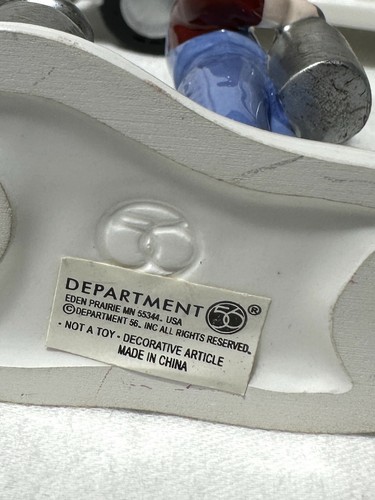 56
DEPARTMENT 56®
EDEN PRAIRIE MN 55344. USA
©DEPARTMENT 56. INC ALL RIGHTS RESERVED.
- NOT A TOY - DECORATIVE ARTICLE
MADE IN CHINA